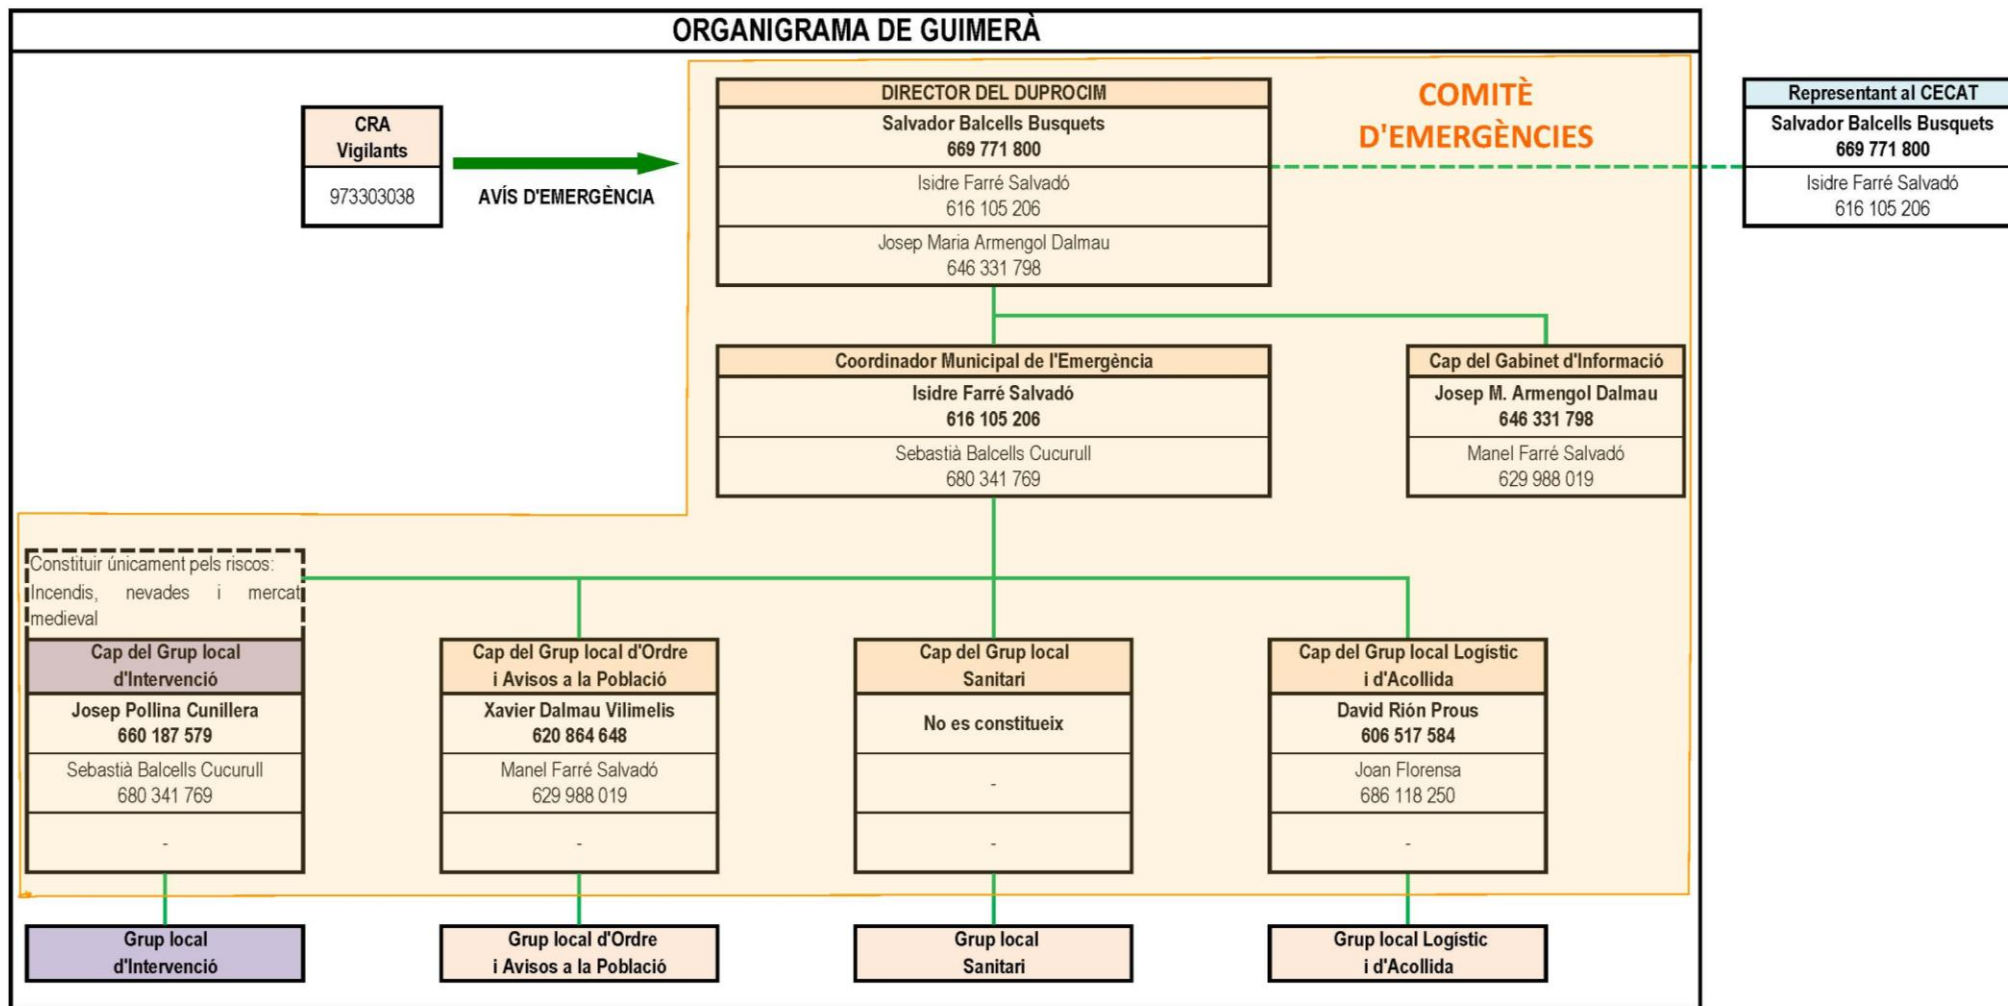 ORGANIGRAMA DE GUIMERÀ
CRA
Vigilants
973303038
AVÍS D'EMERGÈNCIA
DIRECTOR DEL DUPROCIM
Salvador Balcells Busquets
669 771 800
Isidre Farré Salvadó
616 105 206
Josep Maria Armengol Dalmau
646 331 798
COMITÈ
D'EMERGÈNCIES
Representant al CECAT
Salvador Balcells Busquets
669 771 800
Isidre Farré Salvadó
616 105 206
Coordinador Municipal de l'Emergència
Isidre Farré Salvadó
616 105 206
Sebastià Balcells Cucurull
680 341 769
Cap del Gabinet d'Informació
Josep M. Armengol Dalmau
646 331 798
Manel Farré Salvadó
629 988 019
Constituir únicament pels riscos:
Incendis, nevades i mercat
medieval
Cap del Grup local
d'Intervenció
Josep Pollina Cunillera
660 187 579
Sebastià Balcells Cucurull
680 341 769
-
Cap del Grup local d'Ordre
i Avisos a la Població
Xavier Dalmau Vilimelis
620 864 648
Manel Farré Salvadó
629 988 019
-
Cap del Grup local
Sanitari
No es constitueix
-
-
Cap del Grup local Logístic
i d'Acollida
David Rión Prous
606 517 584
Joan Florensa
686 118 250
-
Grup local
d'Intervenció
Grup local d'Ordre
i Avisos a la Població
Grup local
Sanitari
Grup local Logístic
i d'Acollida